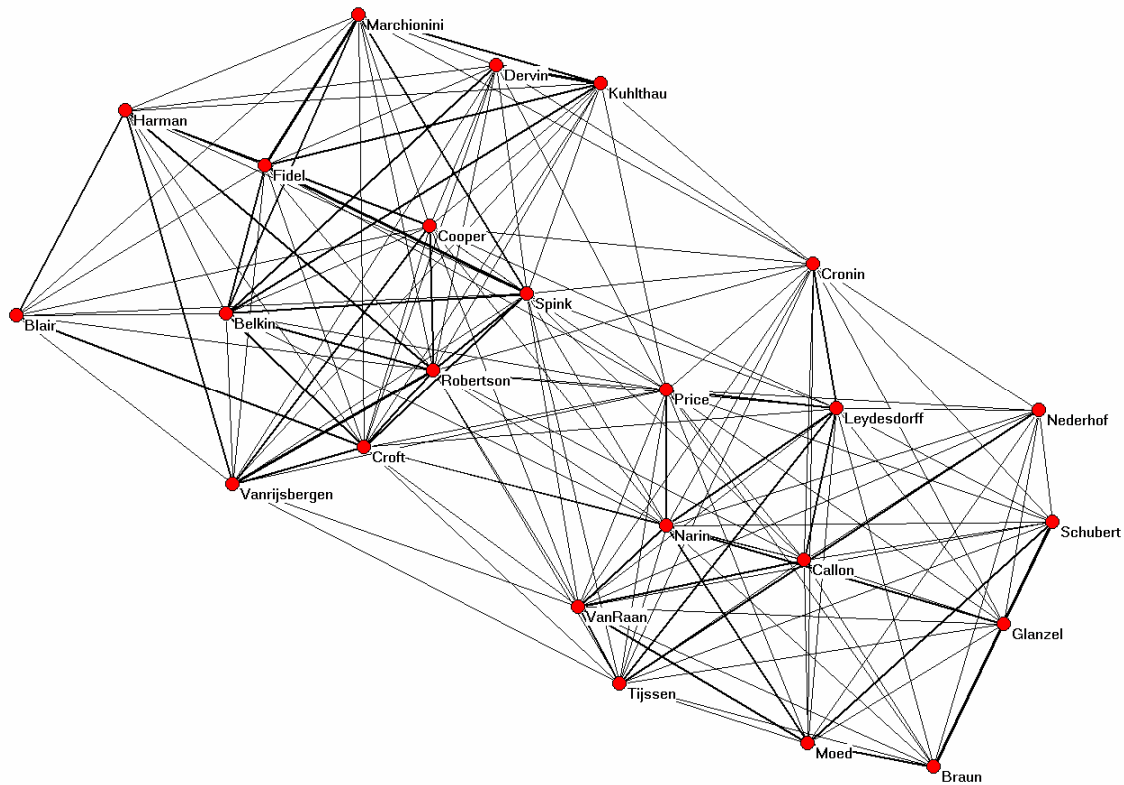 Marchionini
Dervin
Kuhlthau
Harman
Fidel
Cooper
Cronin
Spink
Blair
Belkin
Robertson
Price
Leydesdorff
Nederhof
Croft
Vanrijsbergen
Schubert
Narin
Callon
VanRaan
Glanzel
Tijssen
Moed
Braun